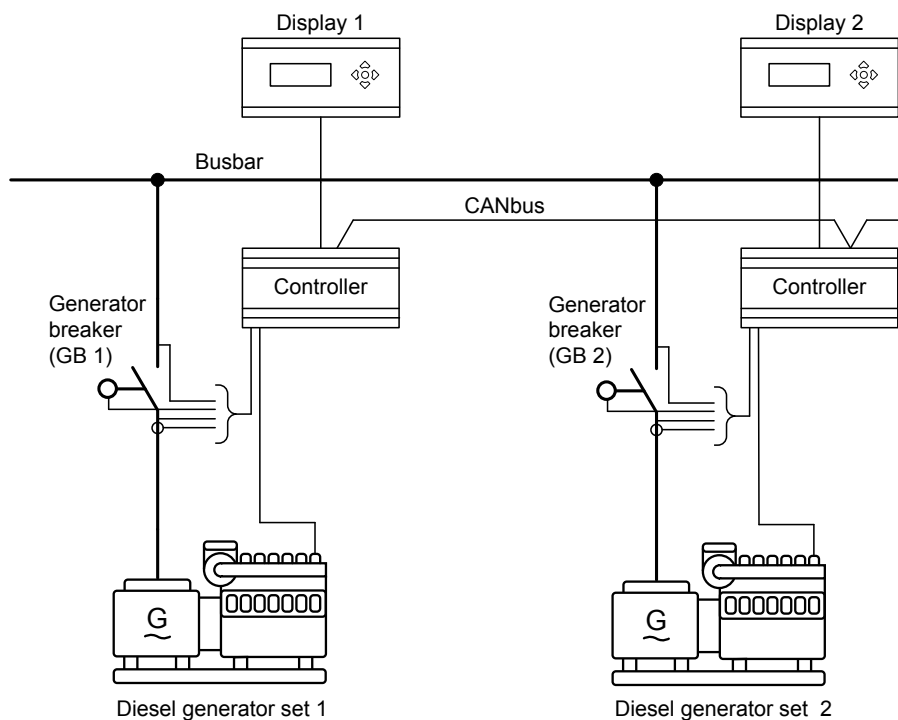 Display 1
Display 2
Busbar
CANbus
Controller
Controller
Generator
breaker
(GB 1)
Generator
breaker
(GB 2)
G
G
Diesel generator set 1
Diesel generator set 2